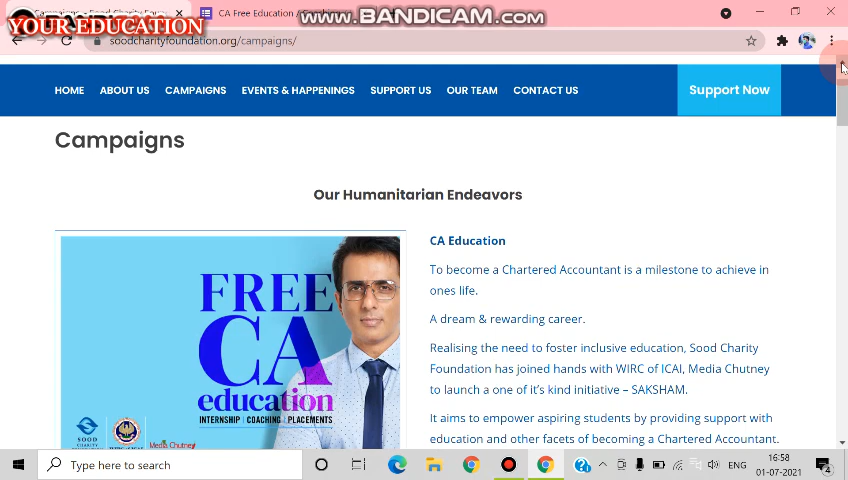 www.BANDICAM.com
YOUR EDUCATION
CA Free Education /
soodcharityfoundation.org/campaigns/
HOME ABOUT US CAMPAIGNS EVENTS & HAPPENINGS SUPPORT US OUR TEAM CONTACT US Support Now
Campaigns
Our Humanitarian Endeavors
FREE
CA
education
INTERNSHIP | COACHING | PLACEMENTS
SOOD
CHARITY
Media Chutney
CA Education
To become a Chartered Accountant is a milestone to achieve in
ones life.
A dream & rewarding career.
Realising the need to foster inclusive education, Sood Charity
Foundation has joined hands with WIRC of ICAI, Media Chutney
to launch a one of it's kind initiative – SAKSHAM.
It aims to empower aspiring students by providing support with
education and other facets of becoming a Chartered Accountant.
Type here to search
ENG
16:58
01-07-2021
4